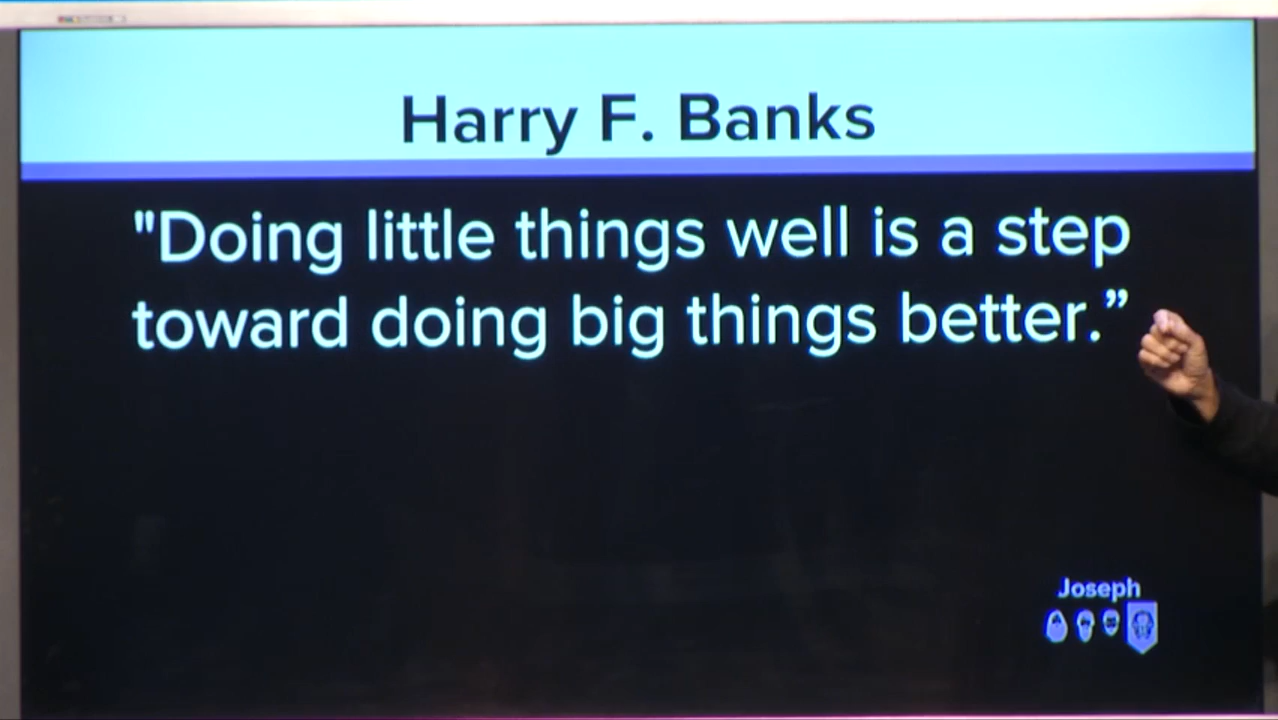 Harry F. Banks
"Doing little things well is a step
toward doing big things better.”
Joseph